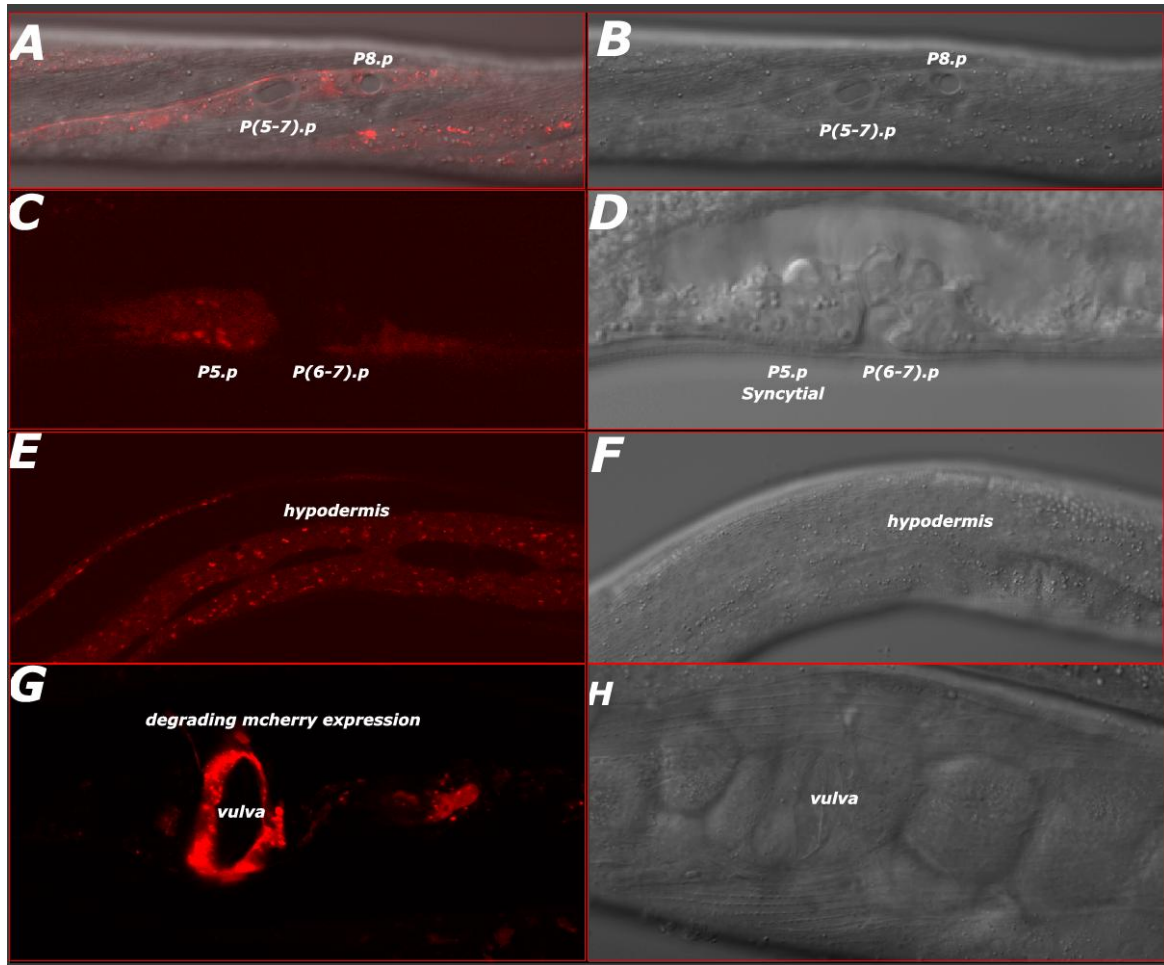 A
P8.p
P(5-7).p
B
P8.p
P(5-7).p
C
P5.p P(6-7).p
D
P5.p P(6-7).p
Syncytial
E
hypodermis
F
hypodermis
G
degrading mcherry expression
vulva
H
vulva